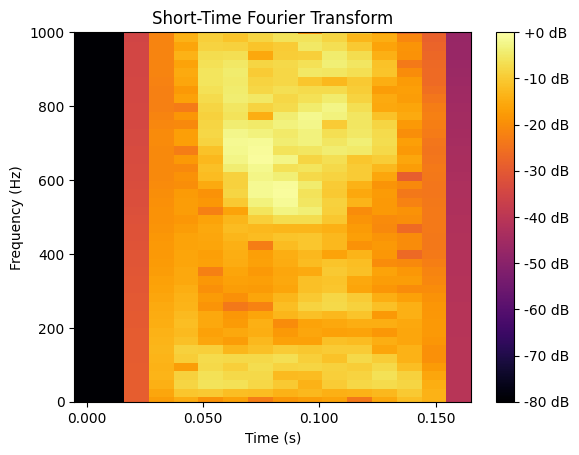 Short-Time Fourier Transform
1000
800
600
400
200
0
Frequency (Hz)
0.000
0.050
0.100
0.150
Time (s)
+0 dB
-10 dB
-20 dB
-30 dB
-40 dB
-50 dB
-60 dB
-70 dB
-80 dB